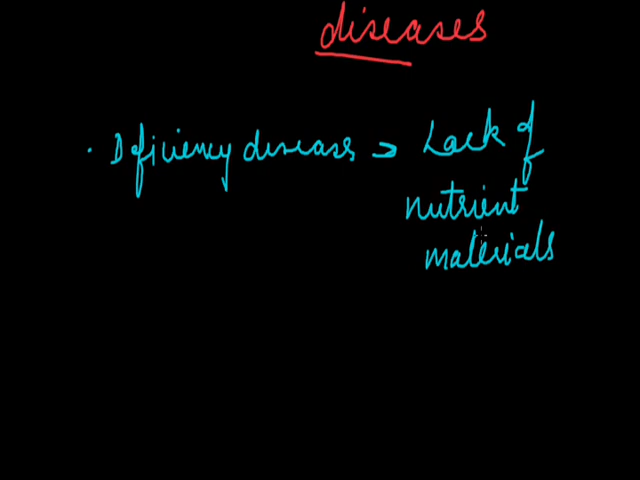 diseases
· Deficiency diseases → Lack of
nutrient
materials